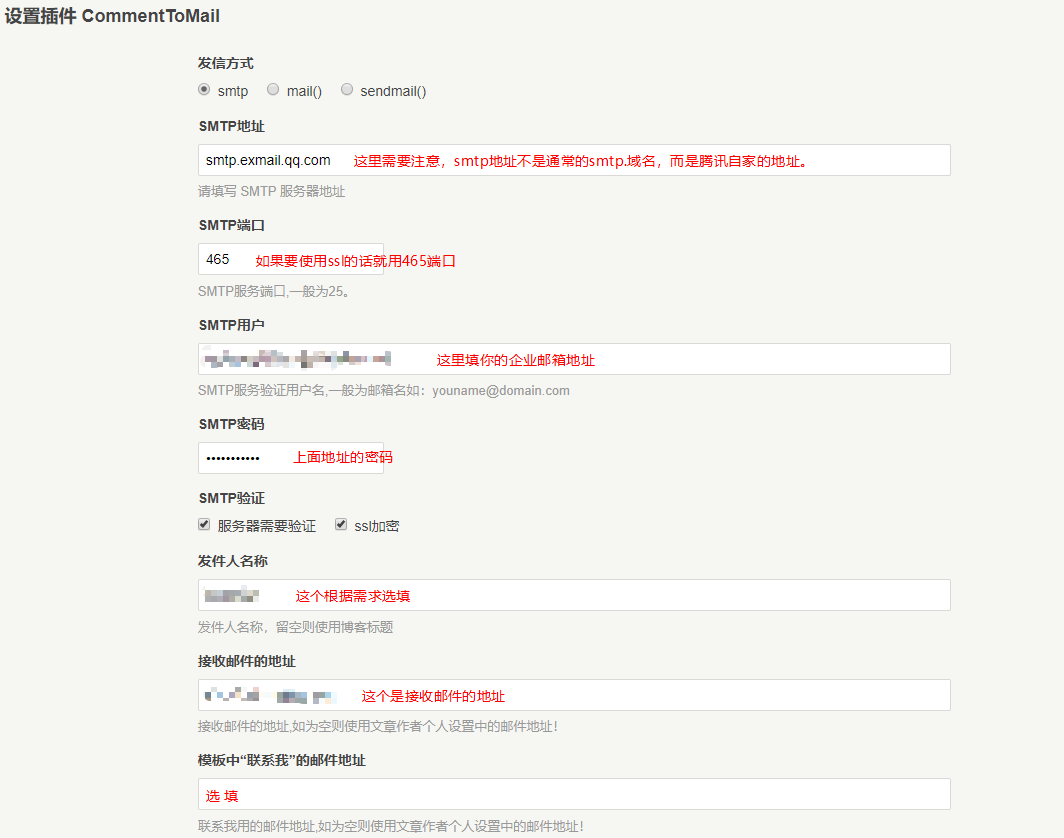 设置插件 CommentToMail
发信方式
smtp mail() sendmail()
SMTP地址
smtp.exmail.qq.com 这里需要注意，smtp地址不是通常的smtp.域名，而是腾讯自家的地址。
请填写 SMTP 服务器地址
SMTP端口
465 如果要使用ssl的话就用465端口
SMTP服务端口,一般为25。
SMTP用户
这里填你的企业邮箱地址
SMTP服务验证用户名,一般为邮箱名如：youname@domain.com
SMTP密码
••••••••••• 上面地址的密码
SMTP验证
服务器需要验证 ssl加密
发件人名称
这个根据需求选填
发件人名称，留空则使用博客标题
接收邮件的地址
这个是接收邮件的地址
接收邮件的地址,如为空则使用文章作者个人设置中的邮件地址！
模板中“联系我”的邮件地址
选 填
联系我用的邮件地址,如为空则使用文章作者个人设置中的邮件地址！